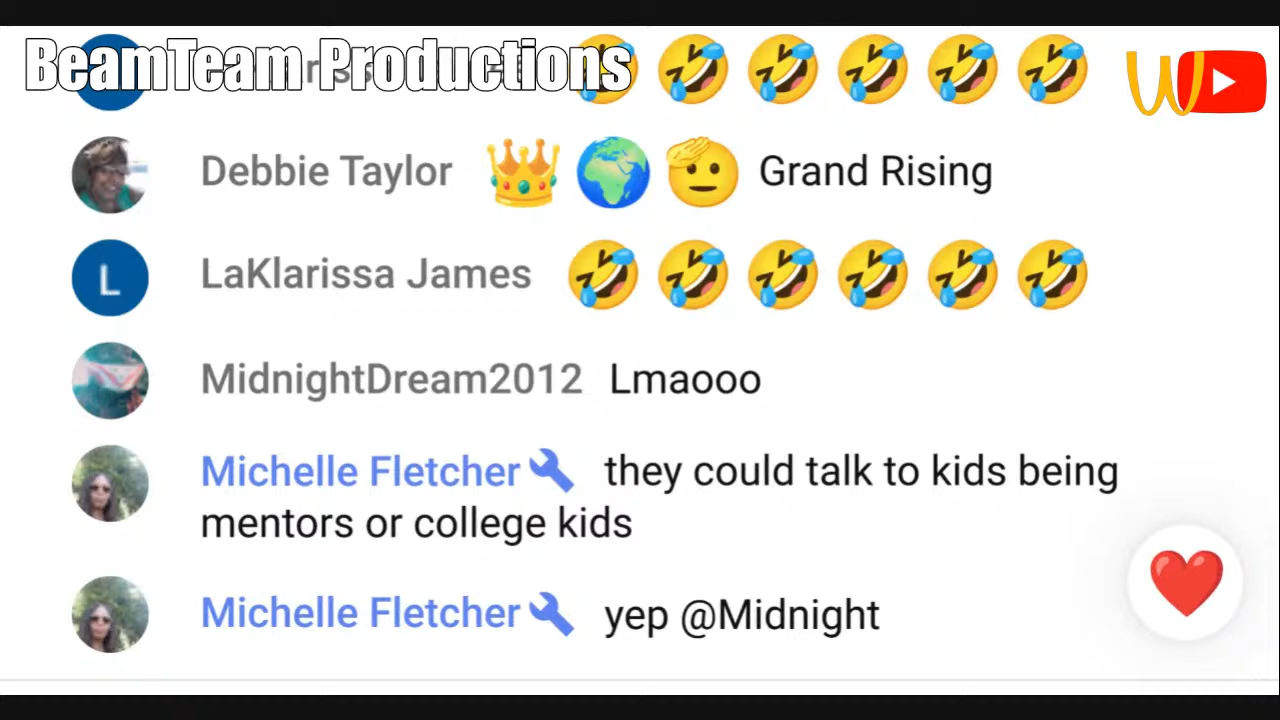 BeamTeam Productions
🤣 🤣 🤣 🤣 🤣 🤣
Debbie Taylor 👑 🌍 🫡 Grand Rising
L LaKlarissa James 🤣 🤣 🤣 🤣 🤣 🤣
MidnightDream2012 Lmaooo
Michelle Fletcher they could talk to kids being
mentors or college kids
Michelle Fletcher yep @Midnight